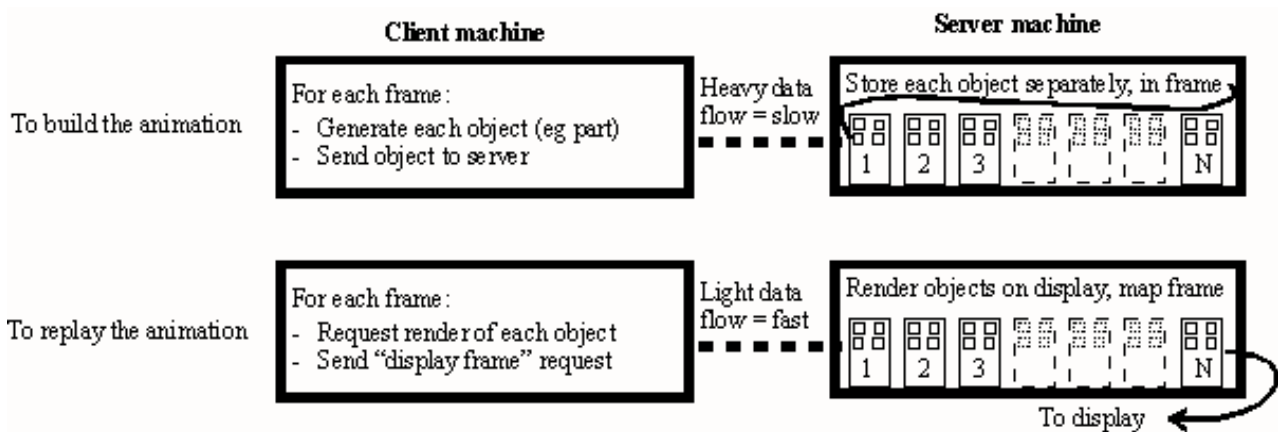 Client machine
Server machine
To build the animation
For each frame:
- Generate each object (eg part)
- Send object to server
Heavy data
flow = slow
Store each object separately, in frame
1 2 3 N
To replay the animation
For each frame:
- Request render of each object
- Send “display frame” request
Light data
flow = fast
Render objects on display, map frame
1 2 3 N
To display